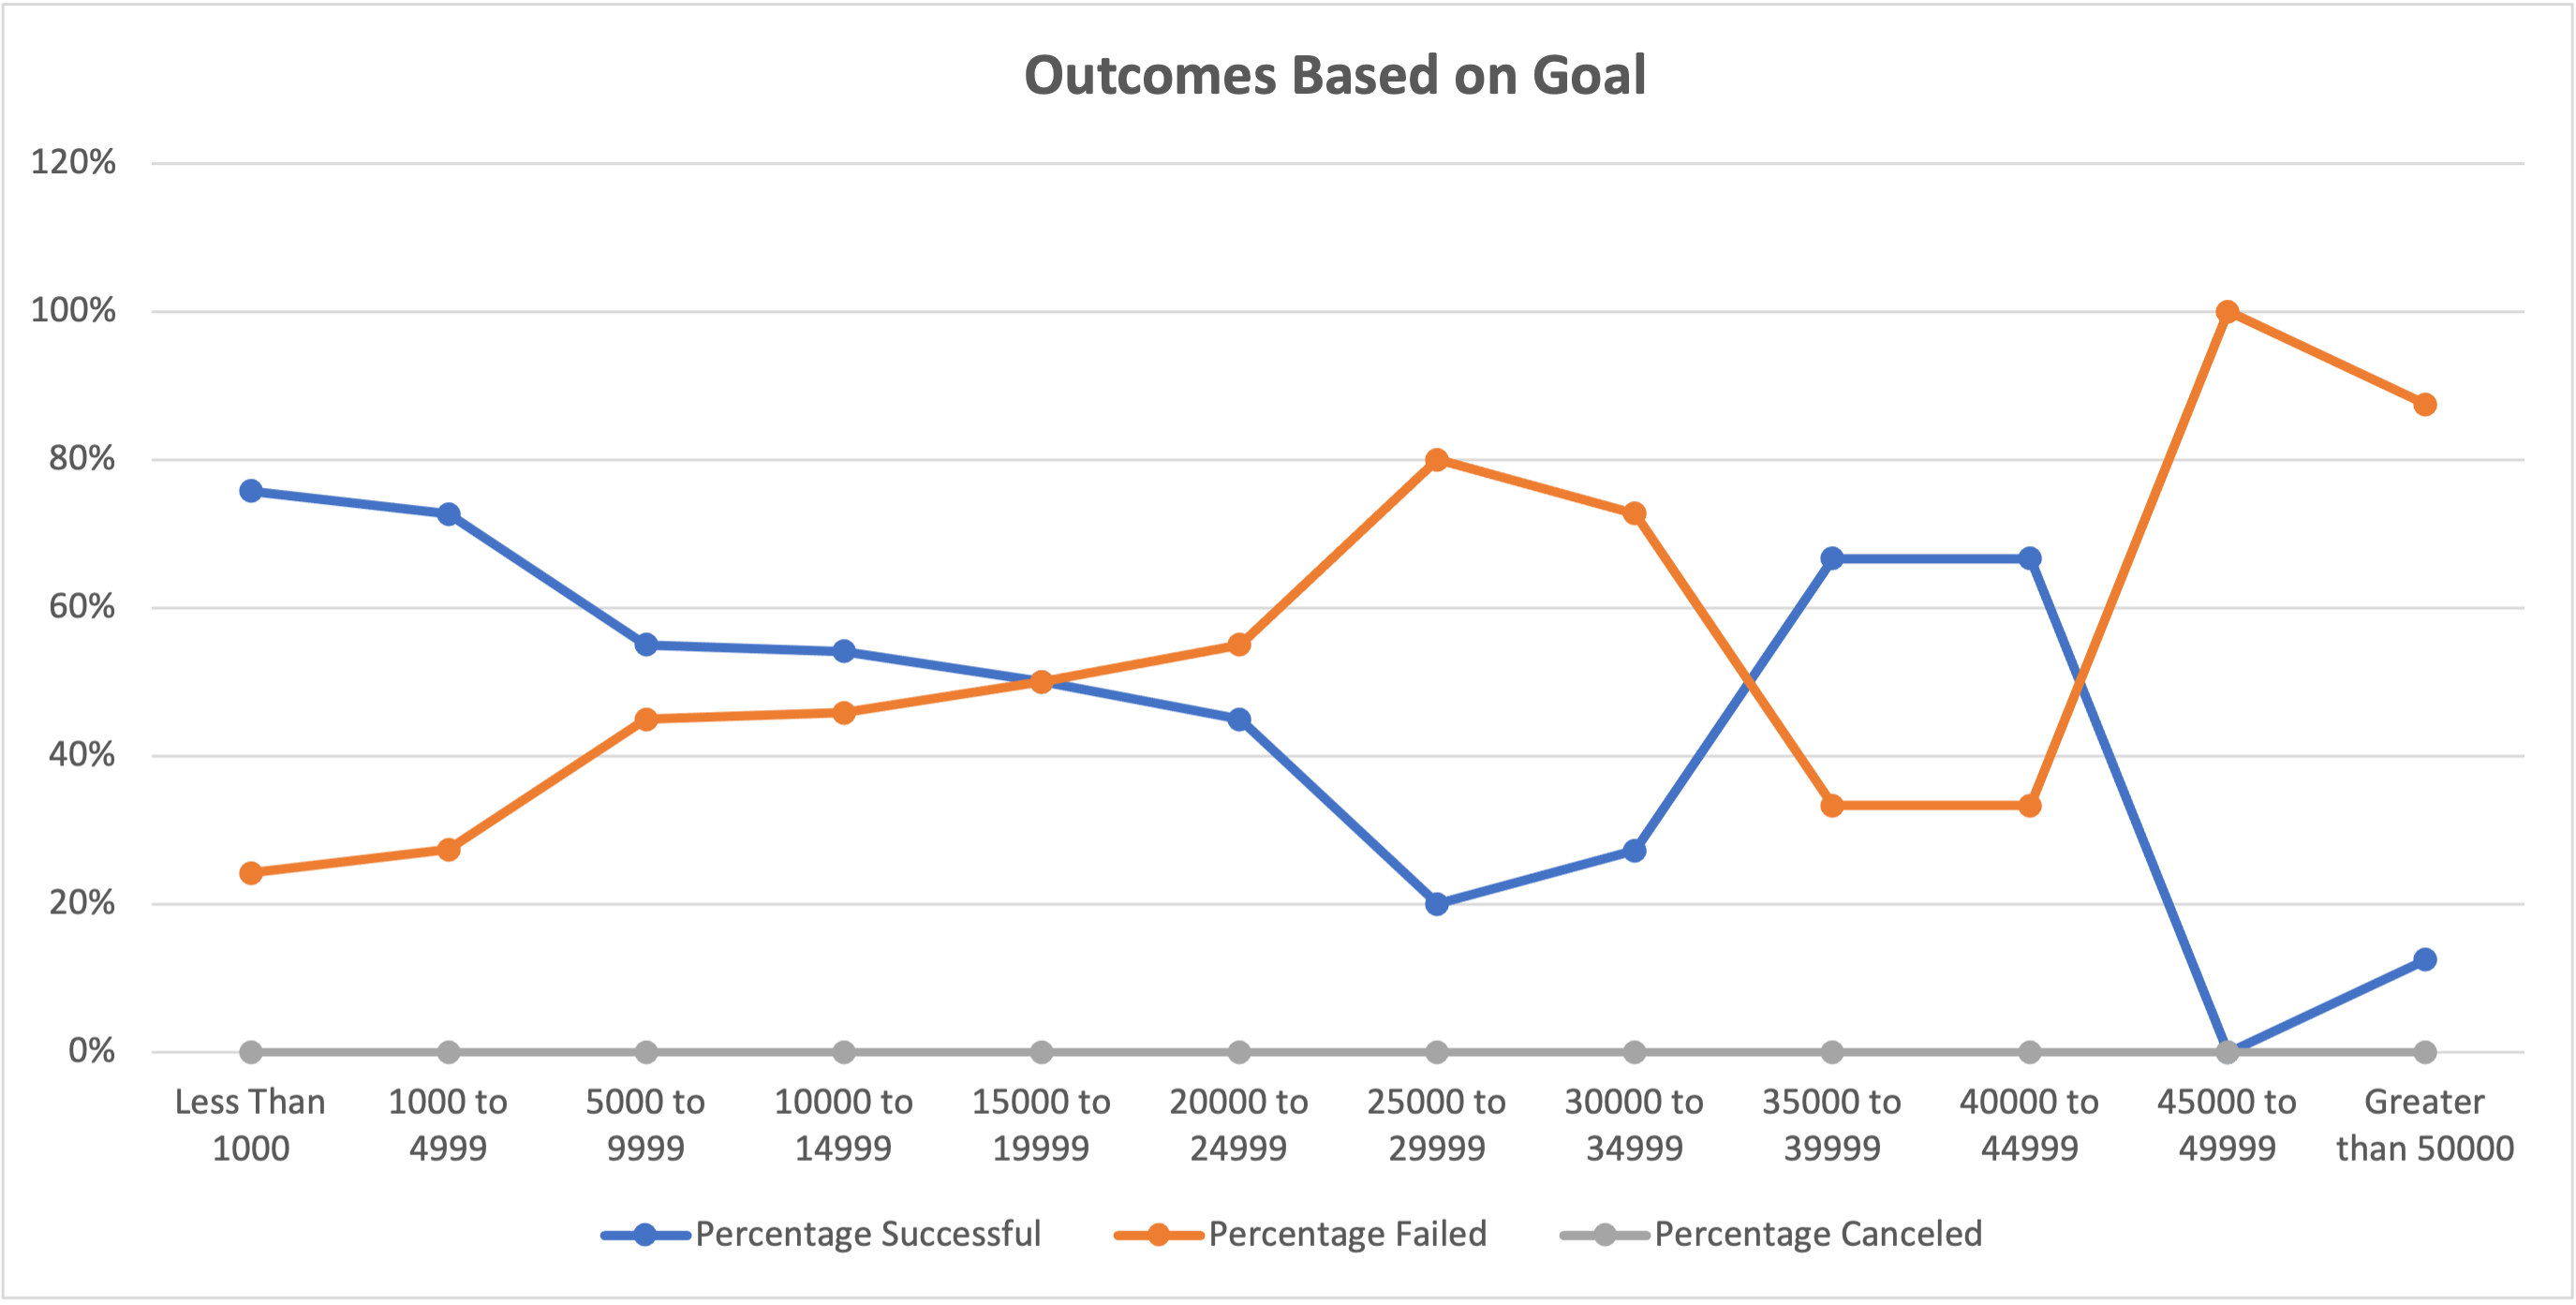 Outcomes Based on Goal
120%
100%
80%
60%
40%
20%
0%
Less Than
1000
1000 to
4999
5000 to
9999
10000 to
14999
15000 to
19999
20000 to
24999
25000 to
29999
30000 to
34999
35000 to
39999
40000 to
44999
45000 to
49999
Greater
than 50000
Percentage Successful
Percentage Failed
Percentage Canceled